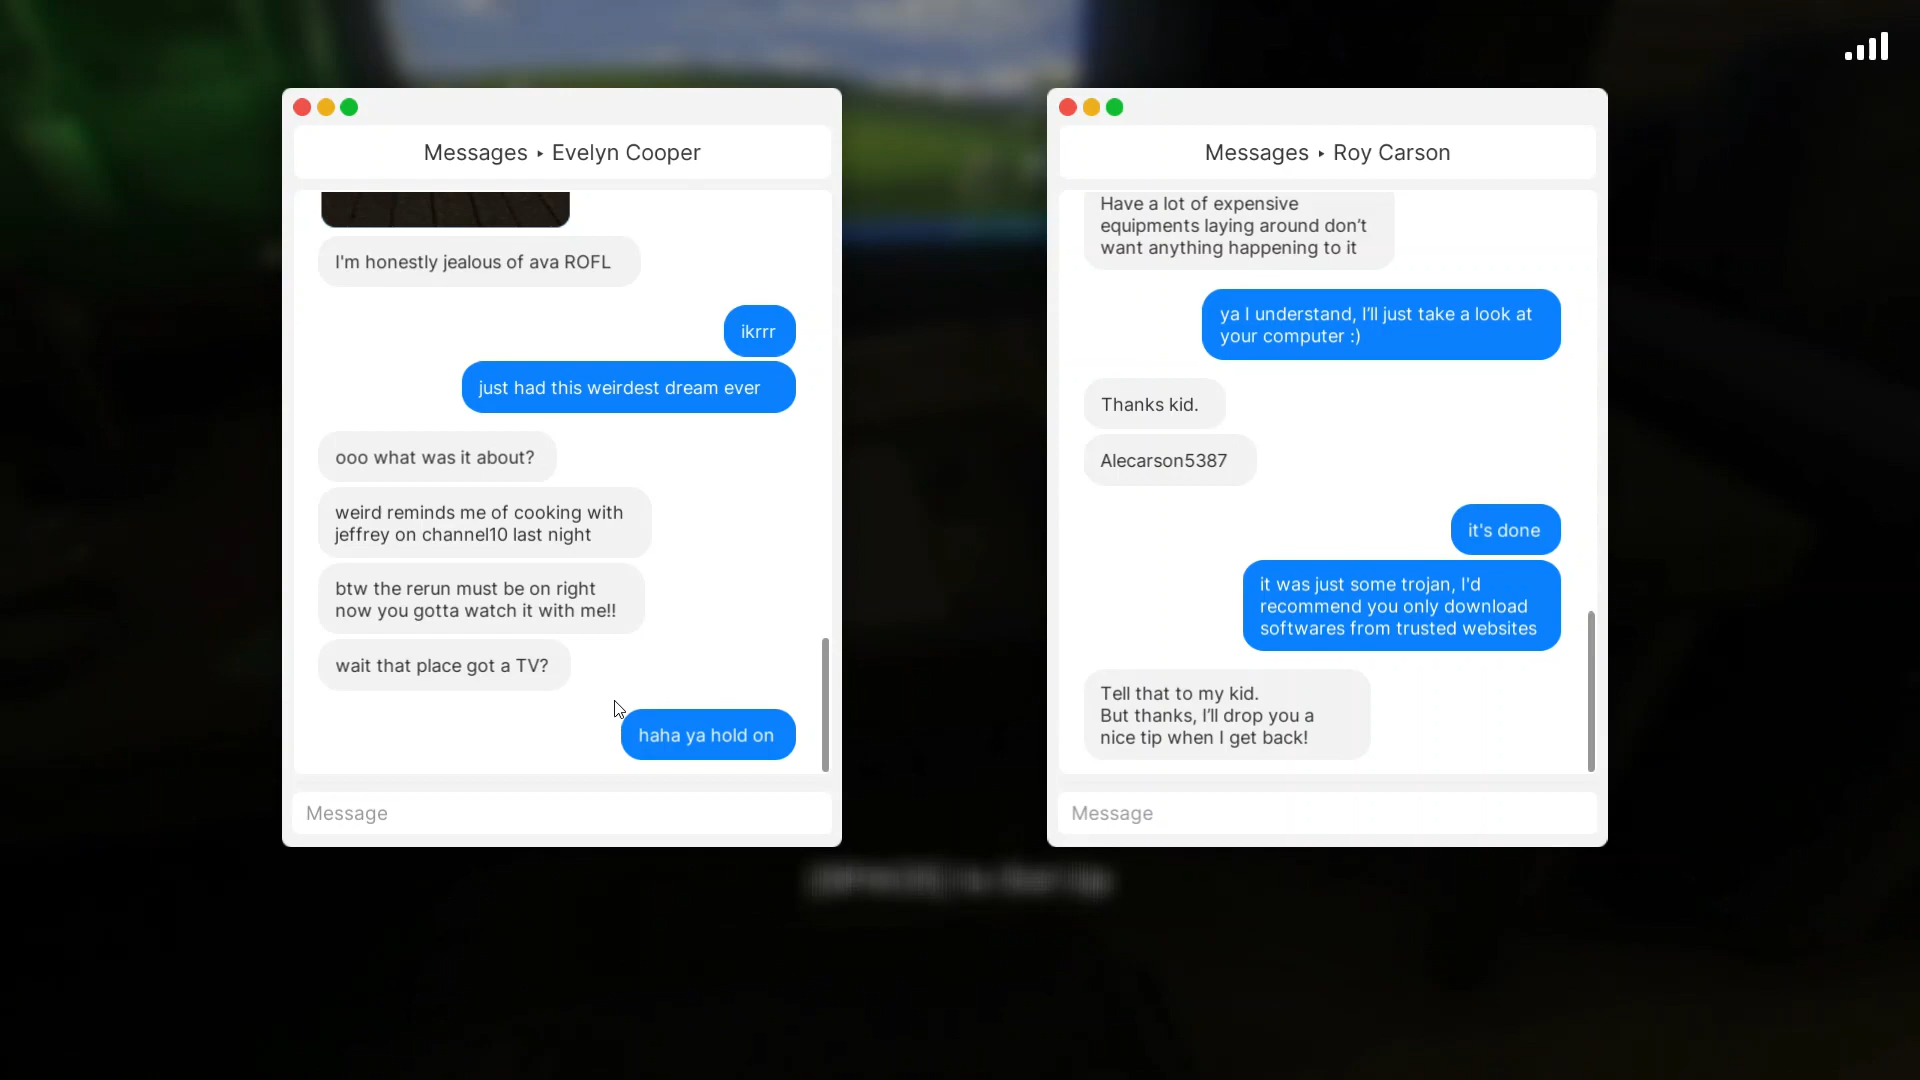 Messages ‣ Evelyn Cooper
I'm honestly jealous of ava ROFL
ikrrr
just had this weirdest dream ever
ooo what was it about?
weird reminds me of cooking with
jeffrey on channel10 last night
btw the rerun must be on right
now you gotta watch it with me!!
wait that place got a TV?
haha ya hold on
Message
Messages ‣ Roy Carson
Have a lot of expensive
equipments laying around don’t
want anything happening to it
ya I understand, I’ll just take a look at
your computer :)
Thanks kid.
Alecarson5387
it's done
it was just some trojan, I'd
recommend you only download
softwares from trusted websites
Tell that to my kid.
But thanks, I’ll drop you a
nice tip when I get back!
Message